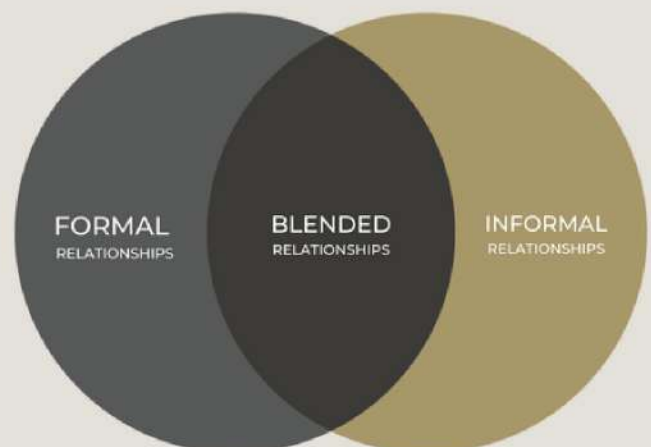 FORMAL
RELATIONSHIPS
BLENDED
RELATIONSHIPS
INFORMAL
RELATIONSHIPS